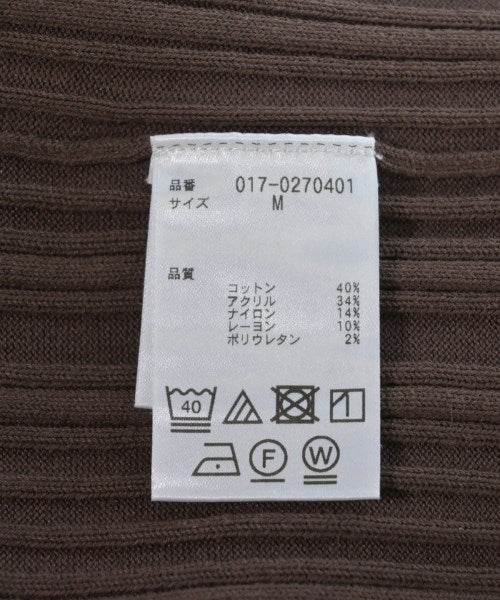 品番 017-0270401
サイズ M
品質
コットン 40%
アクリル 34%
ナイロン 14%
レーヨン 10%
ポリウレタン 2%
40
F W